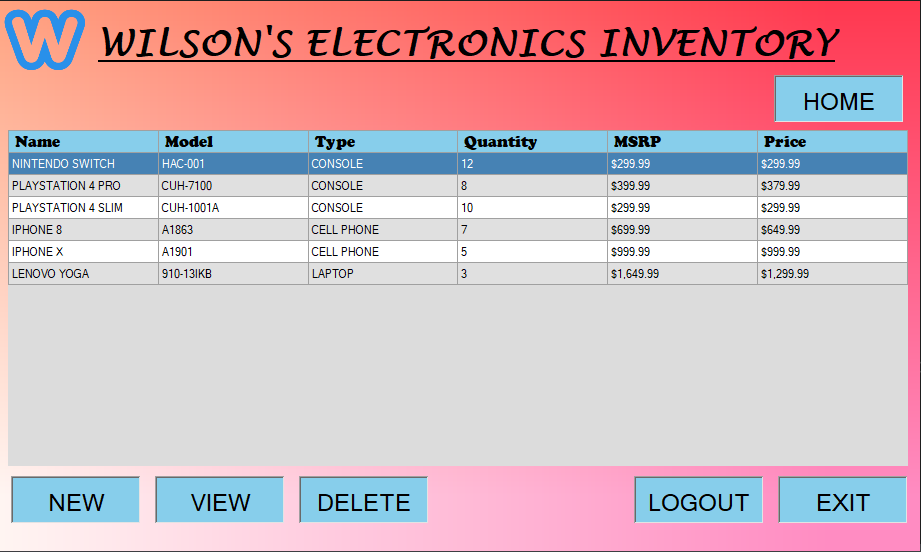 W WILSON'S ELECTRONICS INVENTORY
HOME
Name Model Type Quantity MSRP Price
NINTENDO SWITCH HAC-001 CONSOLE 12 $299.99 $299.99
PLAYSTATION 4 PRO CUH-7100 CONSOLE 8 $399.99 $379.99
PLAYSTATION 4 SLIM CUH-1001A CONSOLE 10 $299.99 $299.99
IPHONE 8 A1863 CELL PHONE 7 $699.99 $649.99
IPHONE X A1901 CELL PHONE 5 $999.99 $999.99
LENOVO YOGA 910-13IKB LAPTOP 3 $1,649.99 $1,299.99
NEW VIEW DELETE LOGOUT EXIT